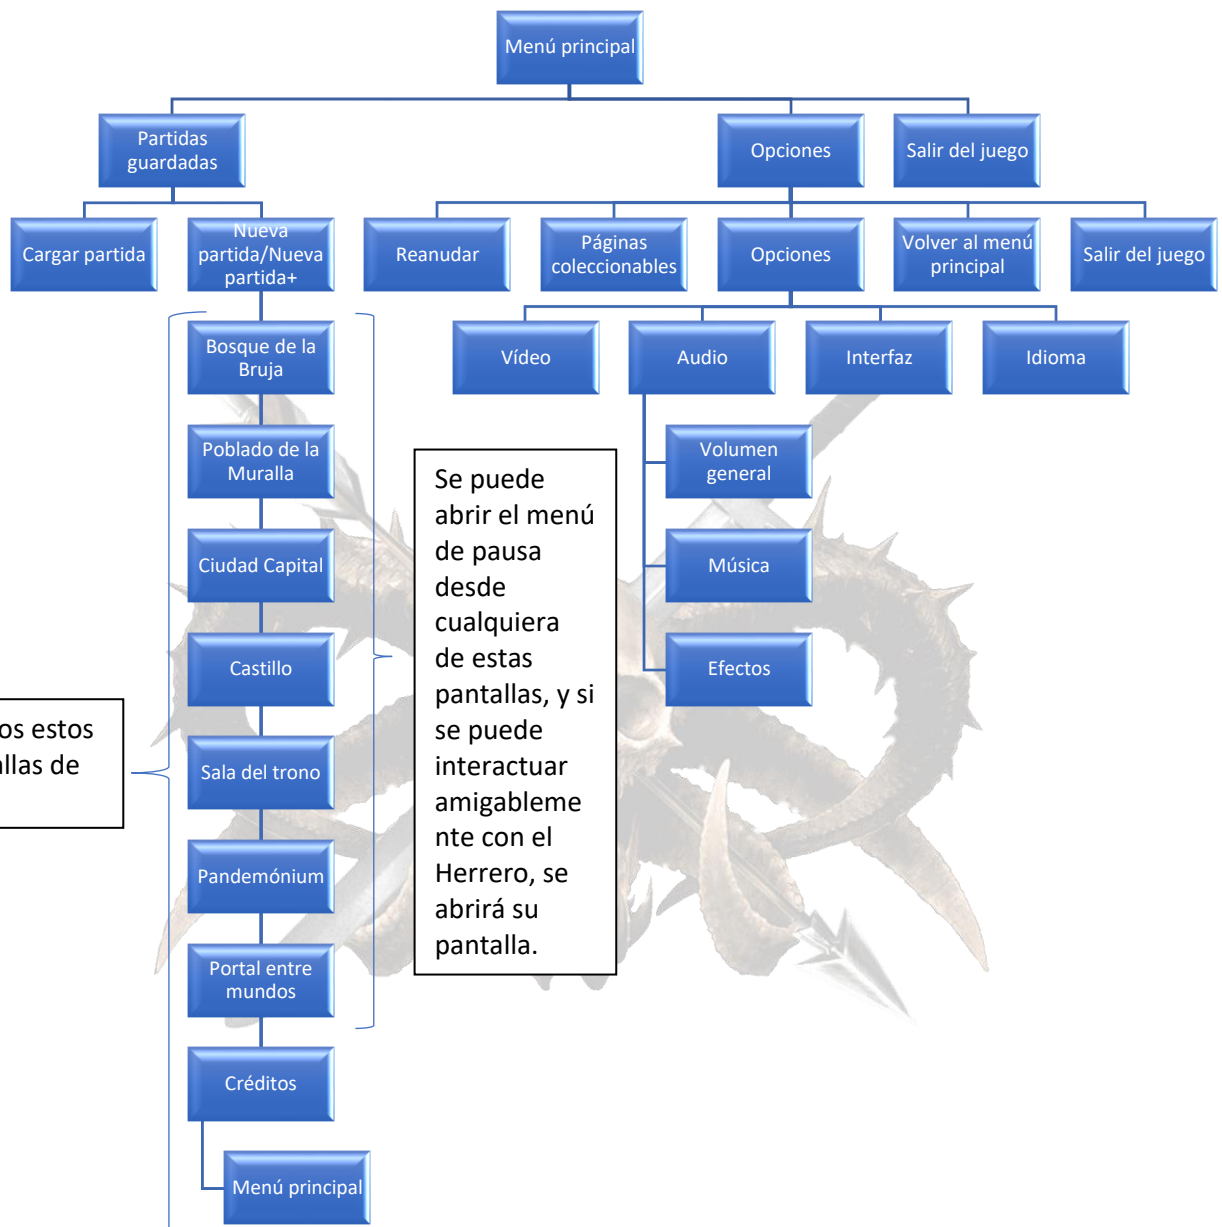 Menú principal
Partidas
guardadas
Opciones
Salir del juego
Cargar partida
Nueva
partida/Nueva
partida+
Reanudar
Páginas
coleccionables
Opciones
Volver al menú
principal
Salir del juego
Bosque de la
Bruja
Vídeo
Audio
Interfaz
Idioma
Poblado de la
Muralla
Volumen
general
Ciudad Capital
Música
Castillo
Efectos
Se puede
abrir el menú
de pausa
desde
cualquiera
de estas
pantallas, y si
se puede
interactuar
amigableme
nte con el
Herrero, se
abrirá su
pantalla.
os estos
allas de
Sala del trono
Pandemónium
Portal entre
mundos
Créditos
Menú principal